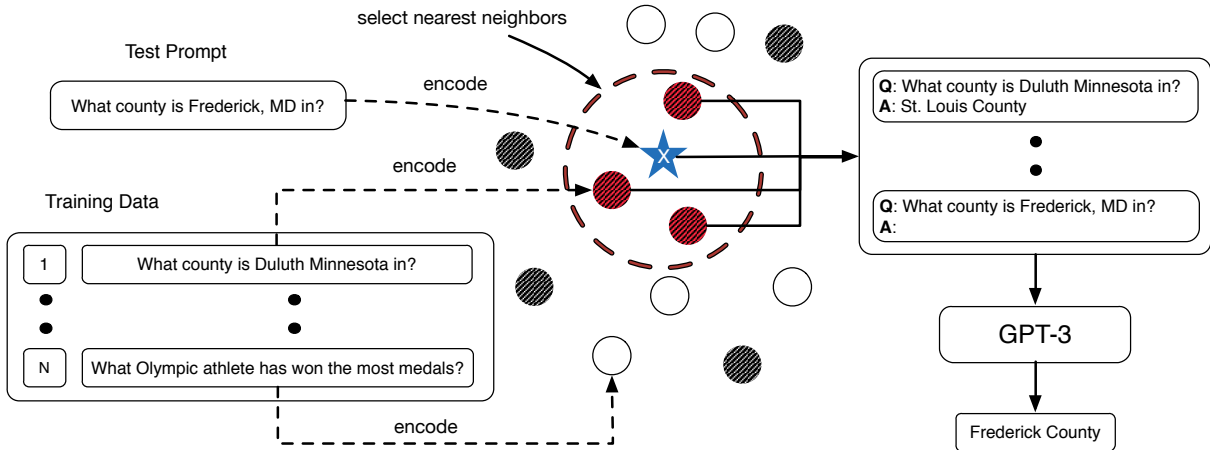 select nearest neighbors
Test Prompt
encode
What county is Frederick, MD in?
Q: What county is Duluth Minnesota in?
A: St. Louis County
X
encode
Training Data
Q: What county is Frederick, MD in?
A:
1
What county is Duluth Minnesota in?
GPT-3
N
What Olympic athlete has won the most medals?
encode
Frederick County